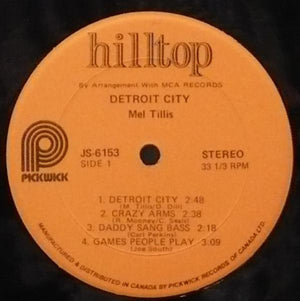 hilltop
By Arrangement With MCA RECORDS
DETROIT CITY
Mel Tillis
P
PICKWICK
JS-6153
SIDE 1
STEREO
33 1/3 RPM
1. DETROIT CITY 2:48
(M. Tillis/D. Dill)
2. CRAZY ARMS 2.38
(R. Mooney/C. Seals)
3. DADDY SANG BASS 2.18
(Carl Perkins)
4. GAMES PEOPLE PLAY 3.09
(Joe South)
MANUFACTURED & DISTRIBUTED IN CANADA BY PICKWICK RECORDS OF CANADA LTD.